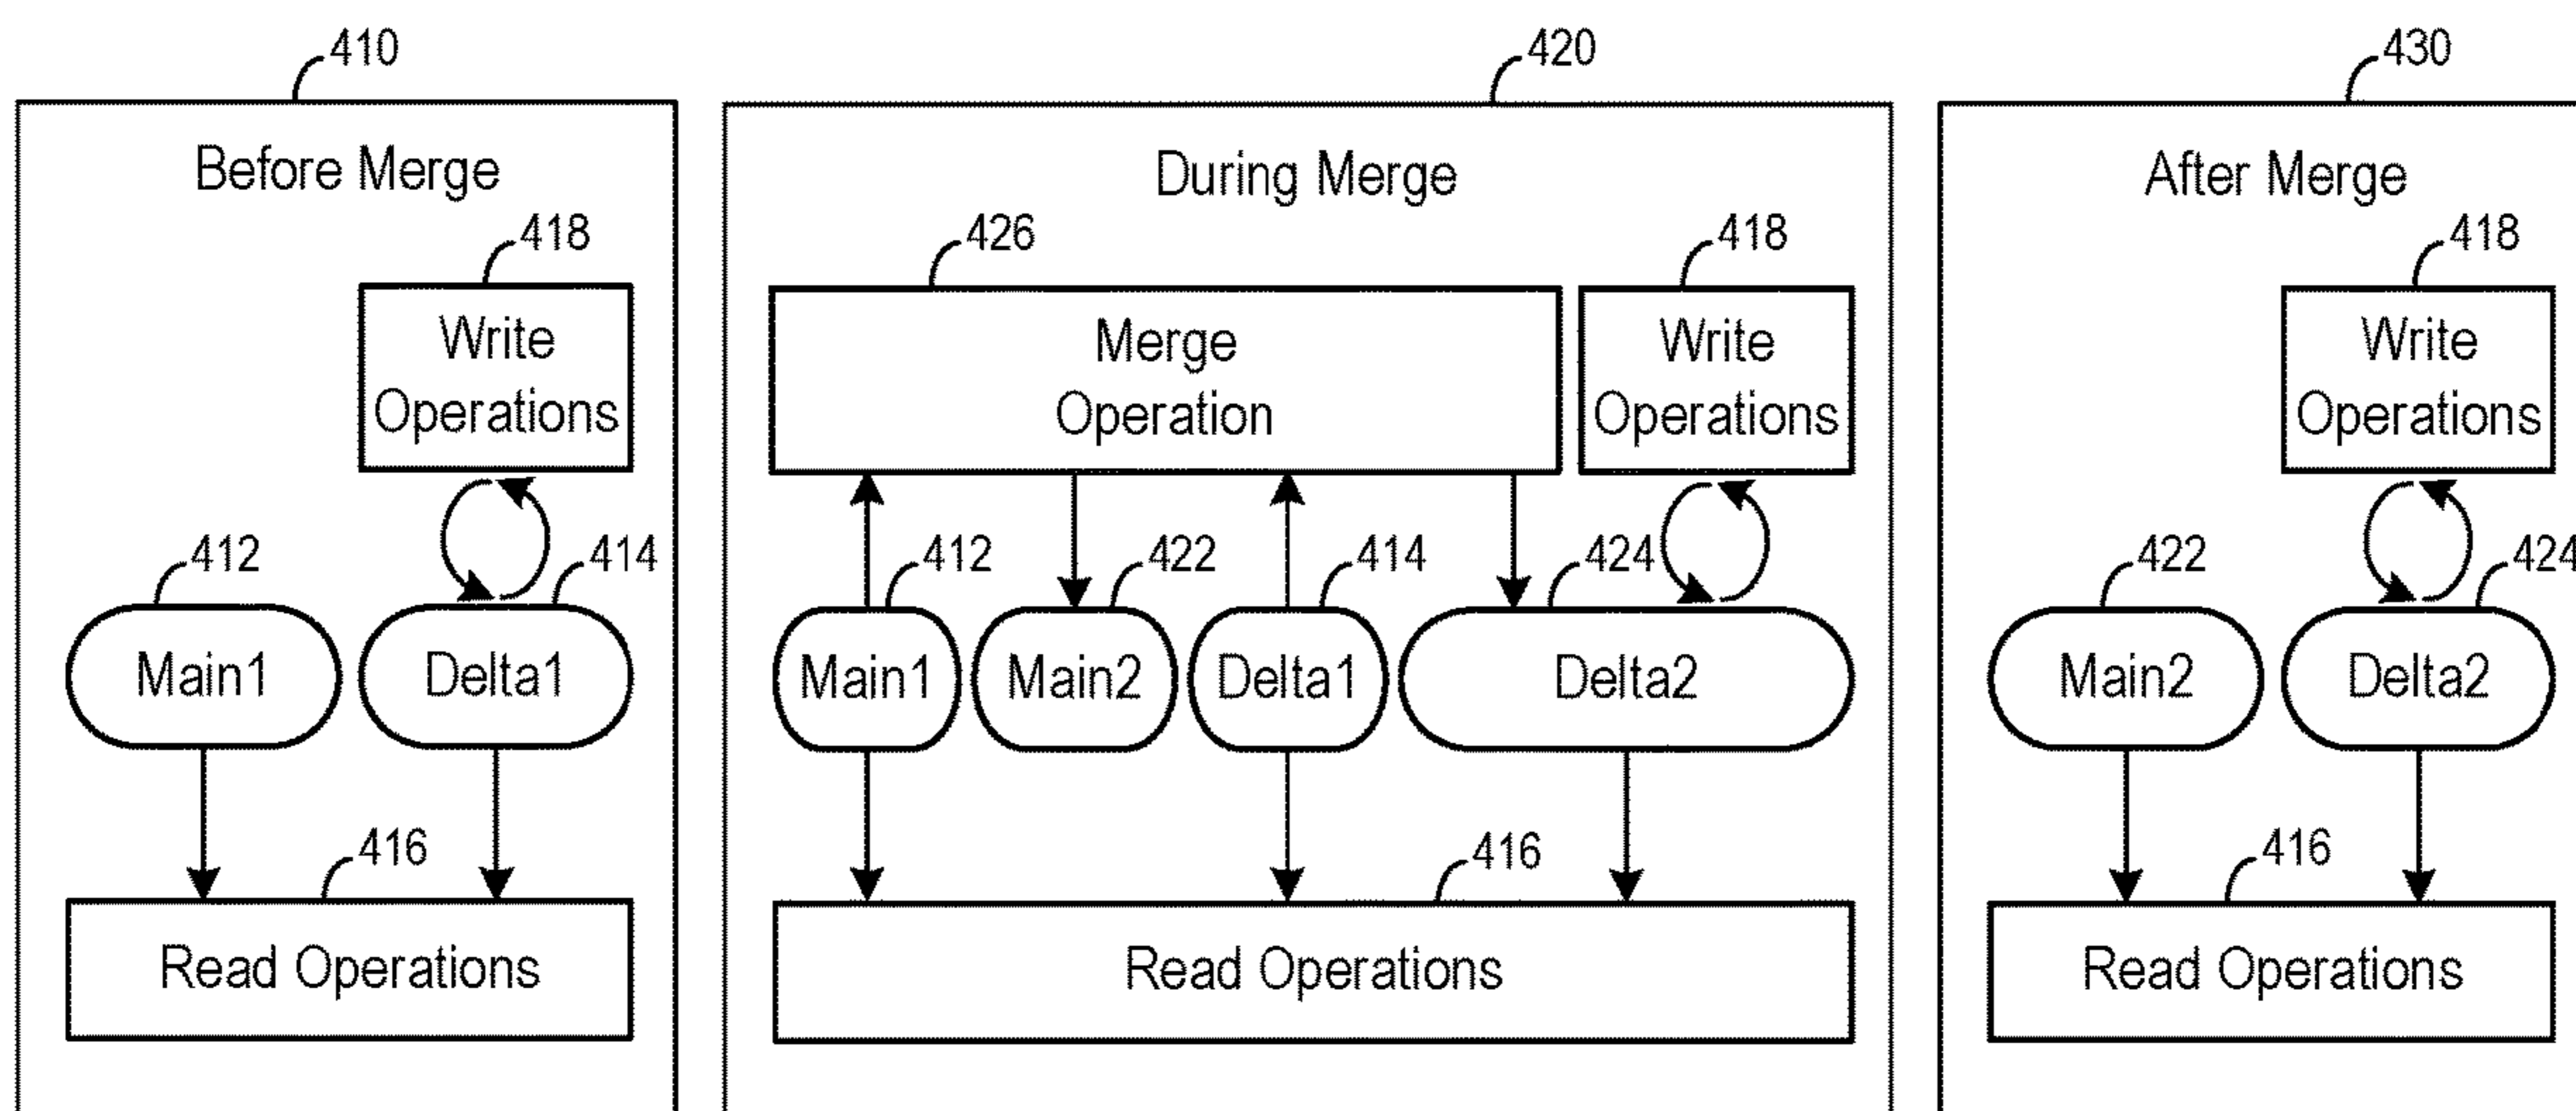 410
420
430
Before Merge
During Merge
After Merge
418
426
418
418
Write
Operations
Merge
Operation
Write
Operations
Write
Operations
412
414
412
422
414
424
422
424
Main1
Delta1
Main1
Main2
Delta1
Delta2
Main2
Delta2
416
416
416
Read Operations
Read Operations
Read Operations